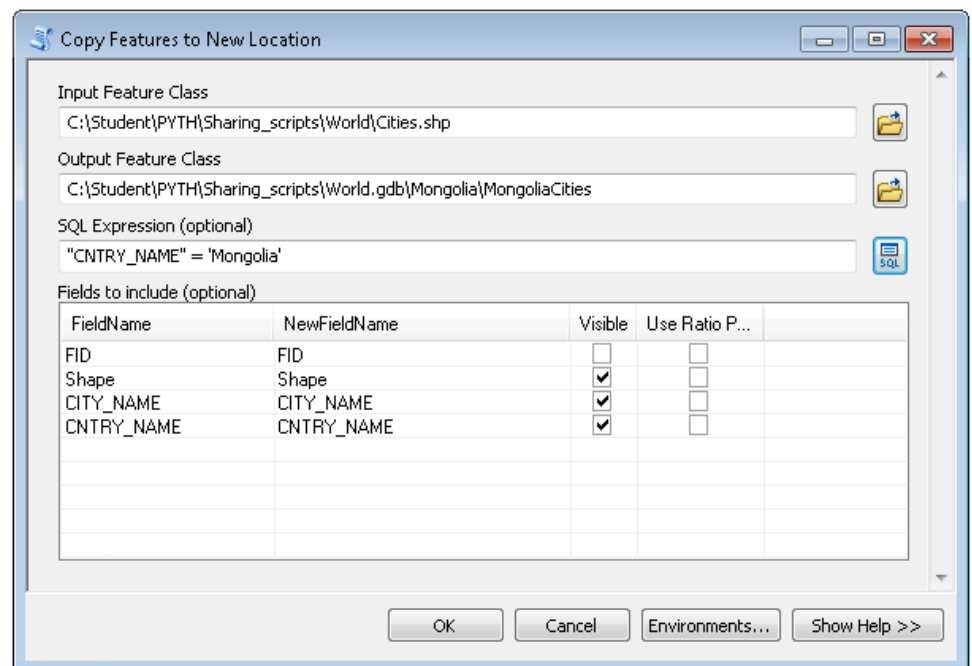 Copy Features to New Location
Input Feature Class
C:\Student\PYTH\Sharing_scripts\World\Cities.shp
Output Feature Class
C:\Student\PYTH\Sharing_scripts\World.gdb\Mongolia\MongoliaCities
SQL Expression (optional)
"CNTRY_NAME" = 'Mongolia'
SQL
Fields to include (optional)
FieldName NewFieldName Visible Use Ratio P...
FID FID
Shape Shape
CITY_NAME CITY_NAME
CNTRY_NAME CNTRY_NAME
OK Cancel Environments... Show Help >>